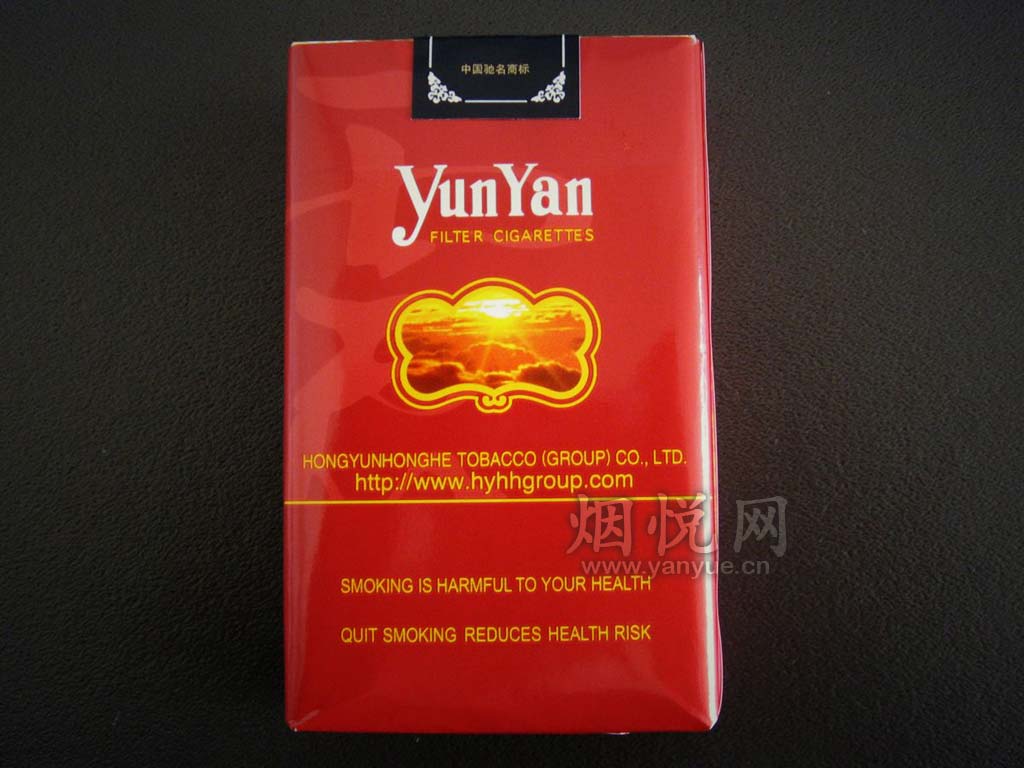 中国驰名商标
YunYan
FILTER CIGARETTES
HONGYUNHONGHE TOBACCO (GROUP) CO., LTD.
http://www.hyhhgroup.com
烟悦网
www.yanyue.cn
SMOKING IS HARMFUL TO YOUR HEALTH
QUIT SMOKING REDUCES HEALTH RISK